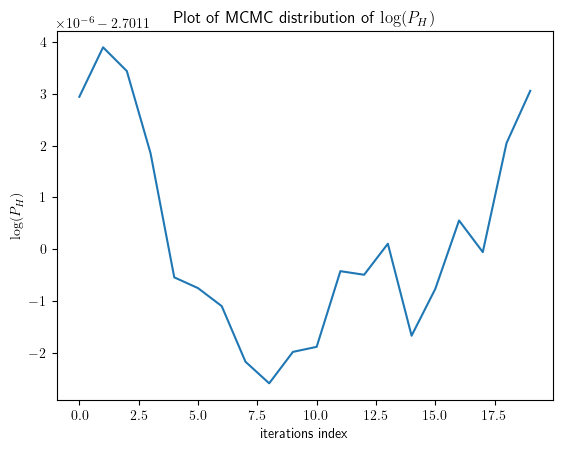 Plot of MCMC distribution of log(P_H)
×10⁻⁶−2.7011
4
3
2
1
0
−1
−2
log(P_H)
0.0 2.5 5.0 7.5 10.0 12.5 15.0 17.5
iterations index